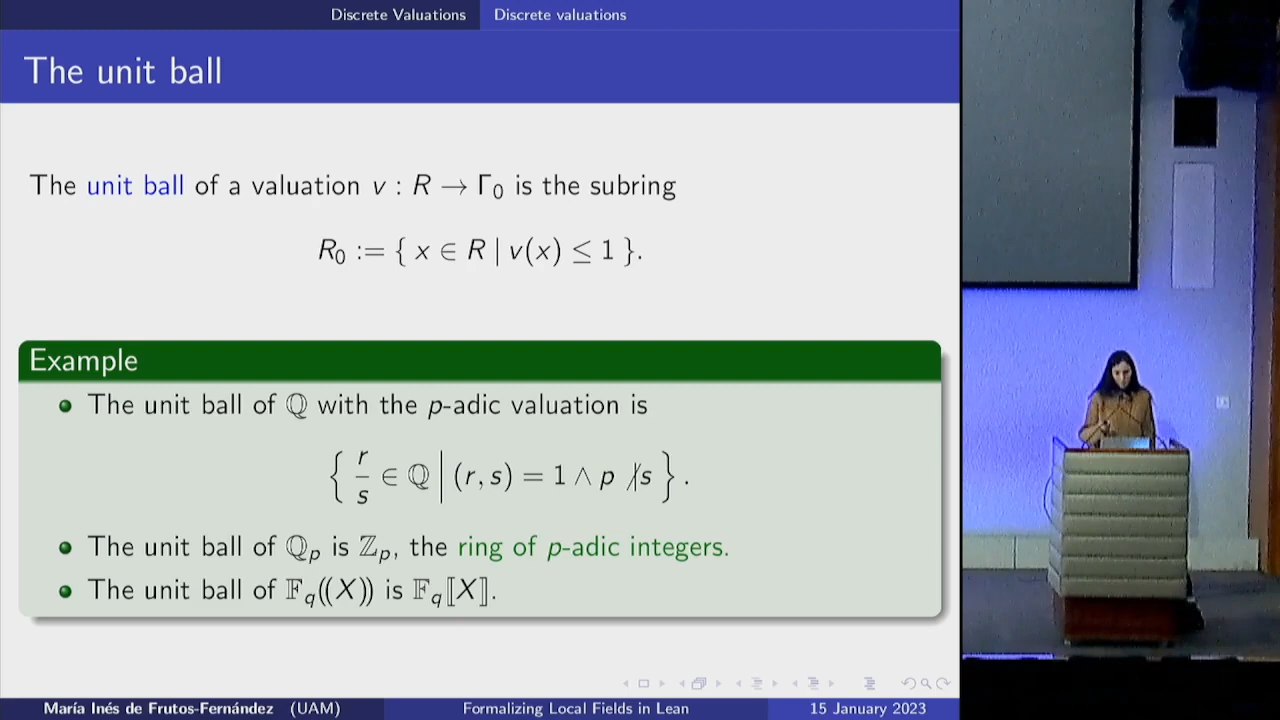 Discrete Valuations Discrete valuations
The unit ball
The unit ball of a valuation v : R → Γ₀ is the subring
R₀ := { x ∈ R | v(x) ≤ 1 }.
Example
The unit ball of ℚ with the p-adic valuation is
{ r/s ∈ ℚ | (r, s) = 1 ∧ p ∤ s }.
The unit ball of ℚₚ is ℤₚ, the ring of p-adic integers.
The unit ball of 𝔽_q((X)) is 𝔽_q⟦X⟧.
María Inés de Frutos-Fernández (UAM) Formalizing Local Fields in Lean 15 January 2023